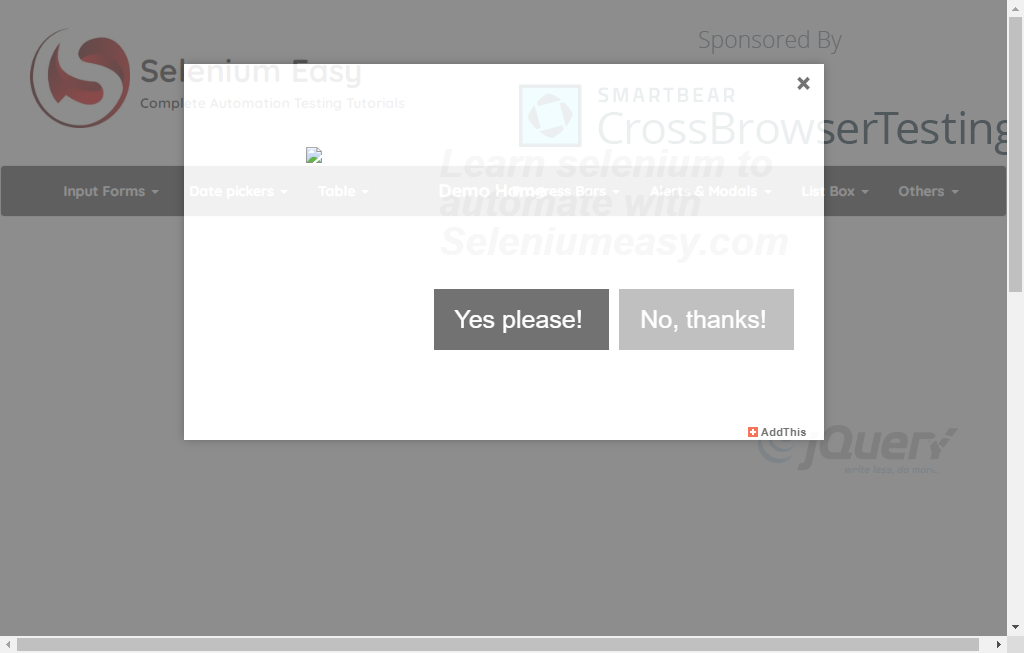 Sponsored By
Selenium Easy
Complete Automation Testing Tutorials
SMARTBEAR
CrossBrowserTesting
Learn selenium to
automate with
Seleniumeasy.com
Input Forms
Date pickers
Table
Demo Home
Progress Bars
Alerts & Modals
List Box
Others
Yes please!
No, thanks!
AddThis
jQuery
write less, do more.